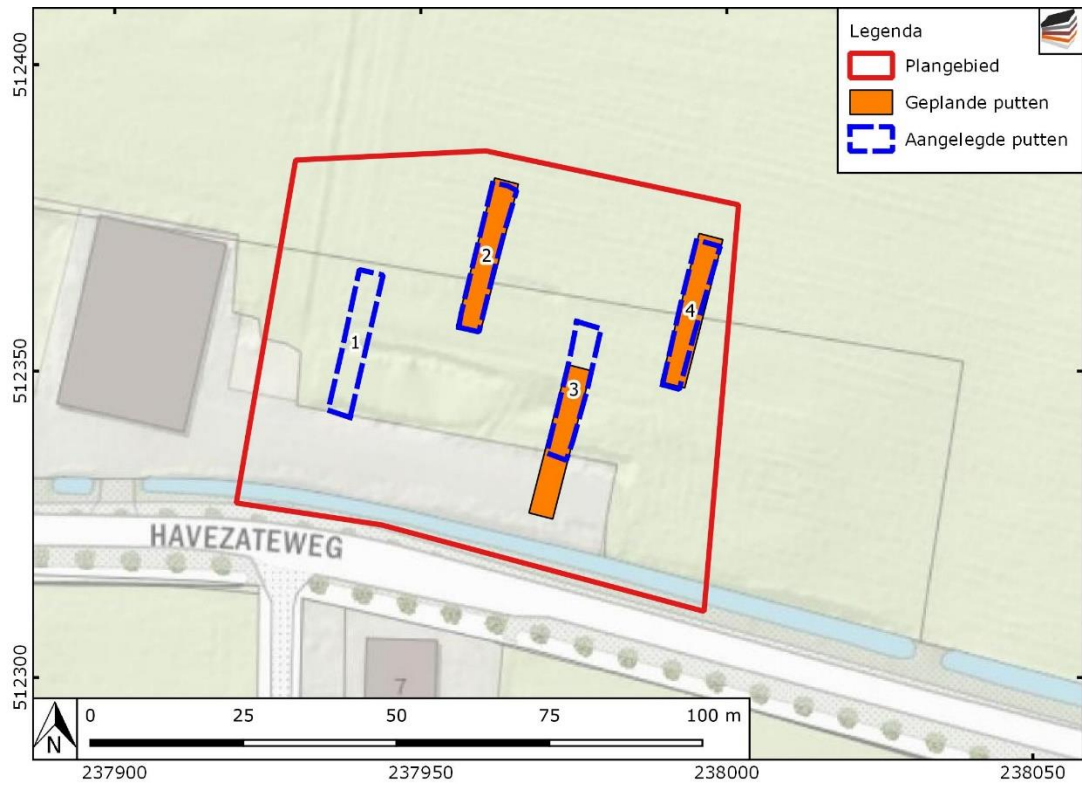 Legenda
Plangebied
Geplande putten
Aangelegde putten
512400
512350
512300
2
4
1
3
HAVEZATEWEG
7
N
0 25 50 75 100 m
237900 237950 238000 238050